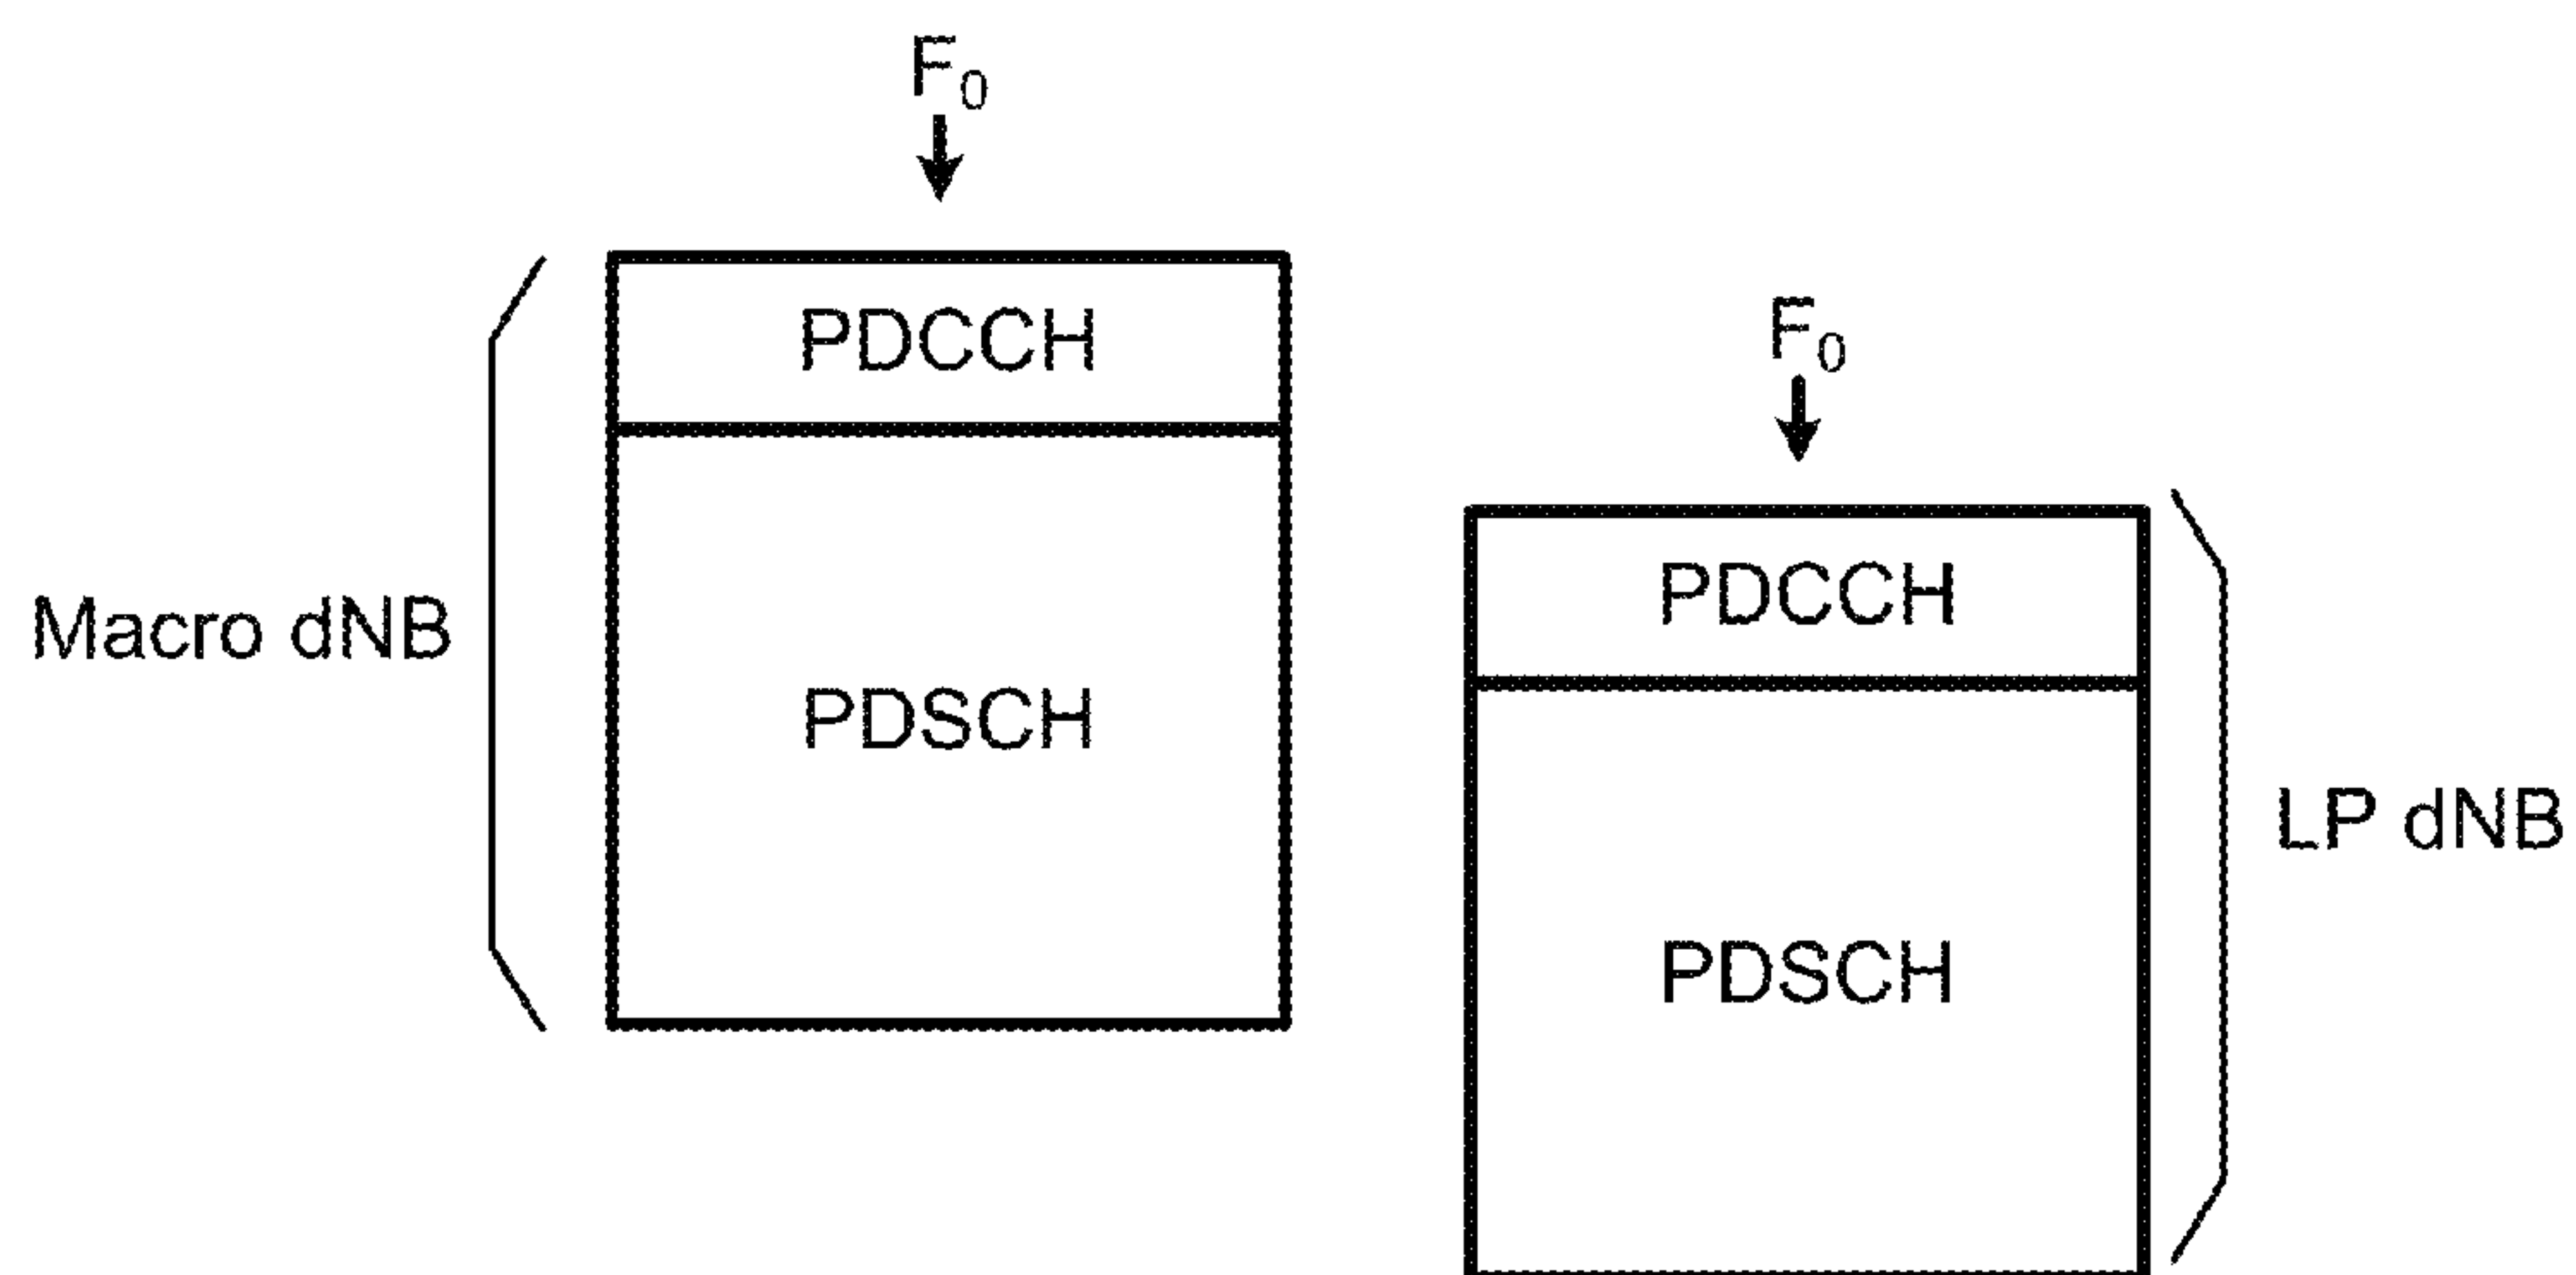 F₀
PDCCH
Macro dNB
PDSCH
F₀
PDCCH
PDSCH
LP dNB